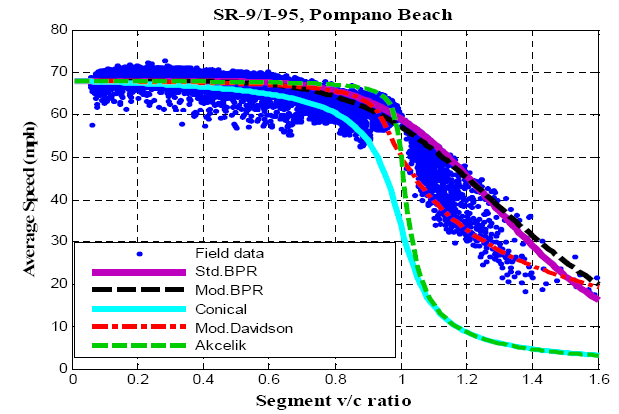 SR-9/I-95, Pompano Beach
80
70
60
50
40
30
20
10
0
Average Speed (mph)
Field data
Std.BPR
Mod.BPR
Conical
Mod.Davidson
Akcelik
0 0.2 0.4 0.6 0.8 1 1.2 1.4 1.6
Segment v/c ratio